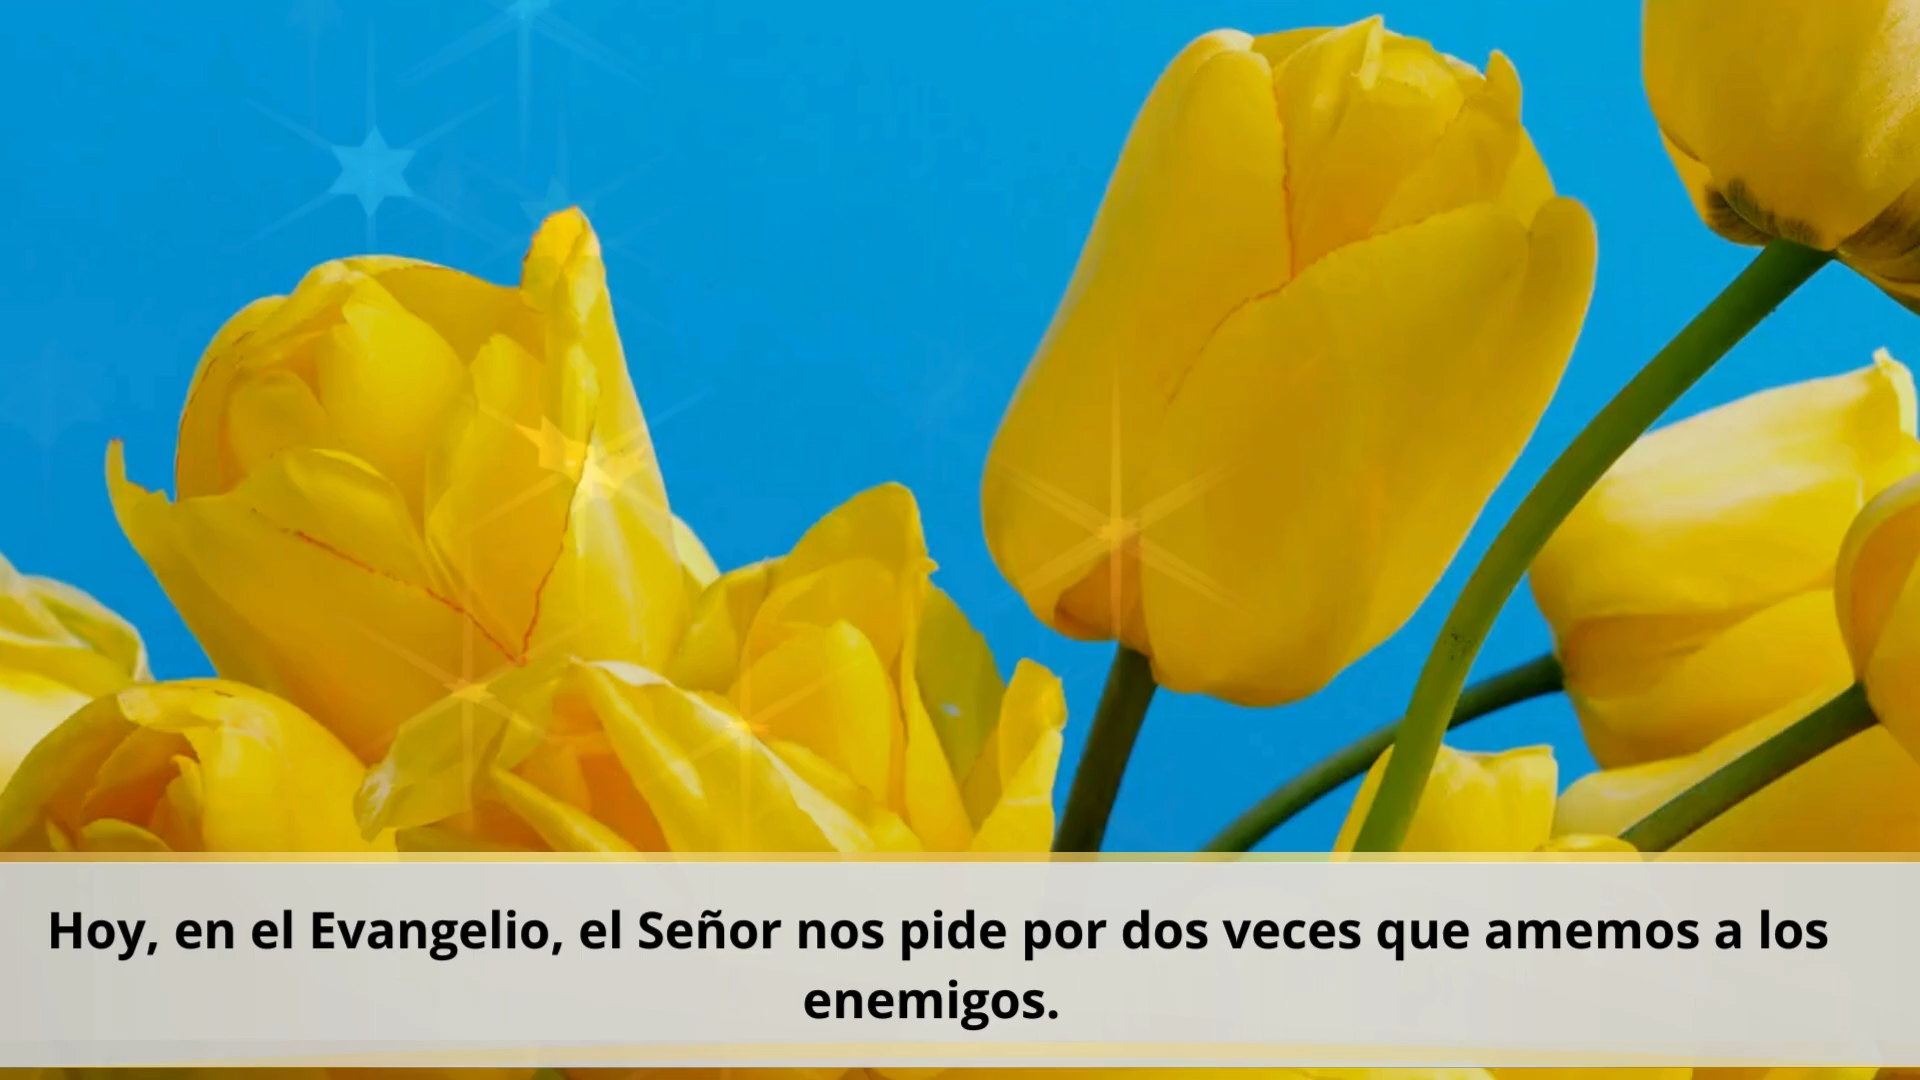 Hoy, en el Evangelio, el Señor nos pide por dos veces que amemos a los
enemigos.